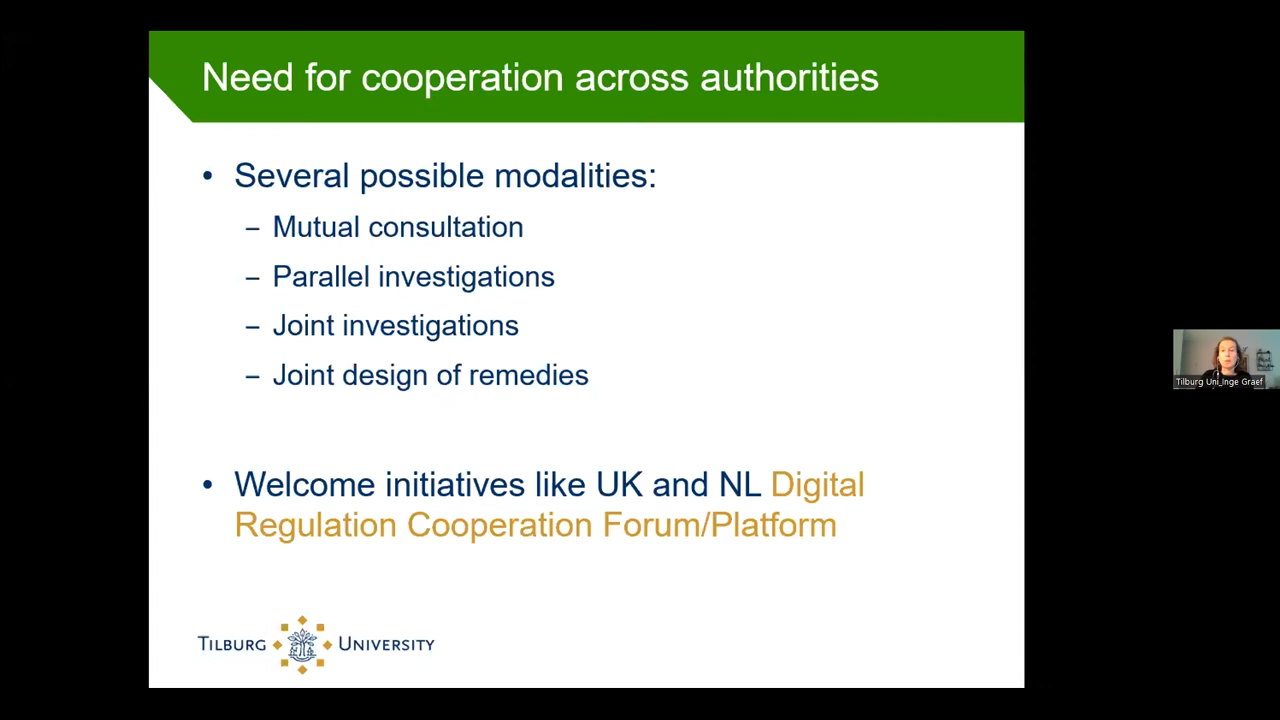 Need for cooperation across authorities
• Several possible modalities:
– Mutual consultation
– Parallel investigations
– Joint investigations
– Joint design of remedies
• Welcome initiatives like UK and NL Digital
Regulation Cooperation Forum/Platform
TILBURG UNIVERSITY
Tilburg Uni_Inge Graef